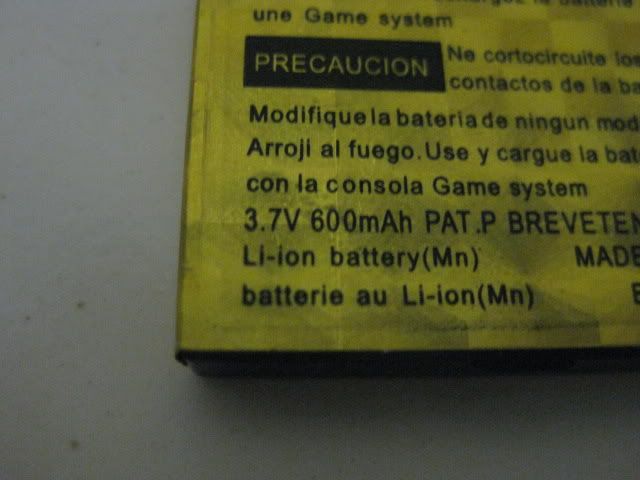 la batterie
une Game system
PRECAUCION
Ne cortocircuite los
contactos de la ba
Modifique la bateria de ningun mod
Arroji al fuego.Use y cargue la bat
con la consola Game system
3.7V 600mAh PAT.P BREVETEN
Li-ion battery(Mn) MADE
batterie au Li-ion(Mn) E